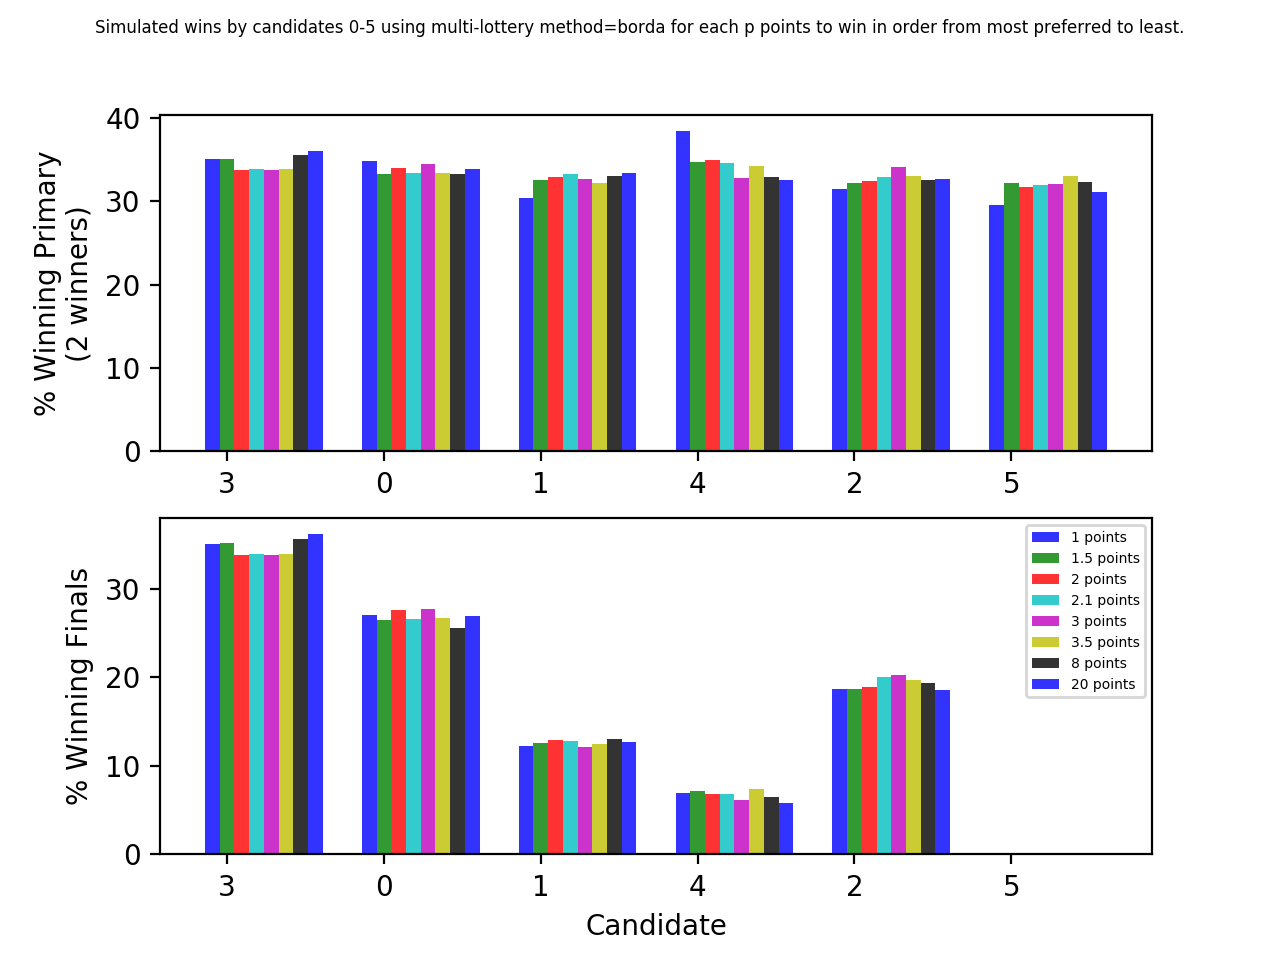 Simulated wins by candidates 0-5 using multi-lottery method=borda for each p points to win in order from most preferred to least.
% Winning Primary
(2 winners)
40
30
20
10
0
3 0 1 4 2 5
% Winning Finals
30
20
10
0
1 points
1.5 points
2 points
2.1 points
3 points
3.5 points
8 points
20 points
3 0 1 4 2 5
Candidate